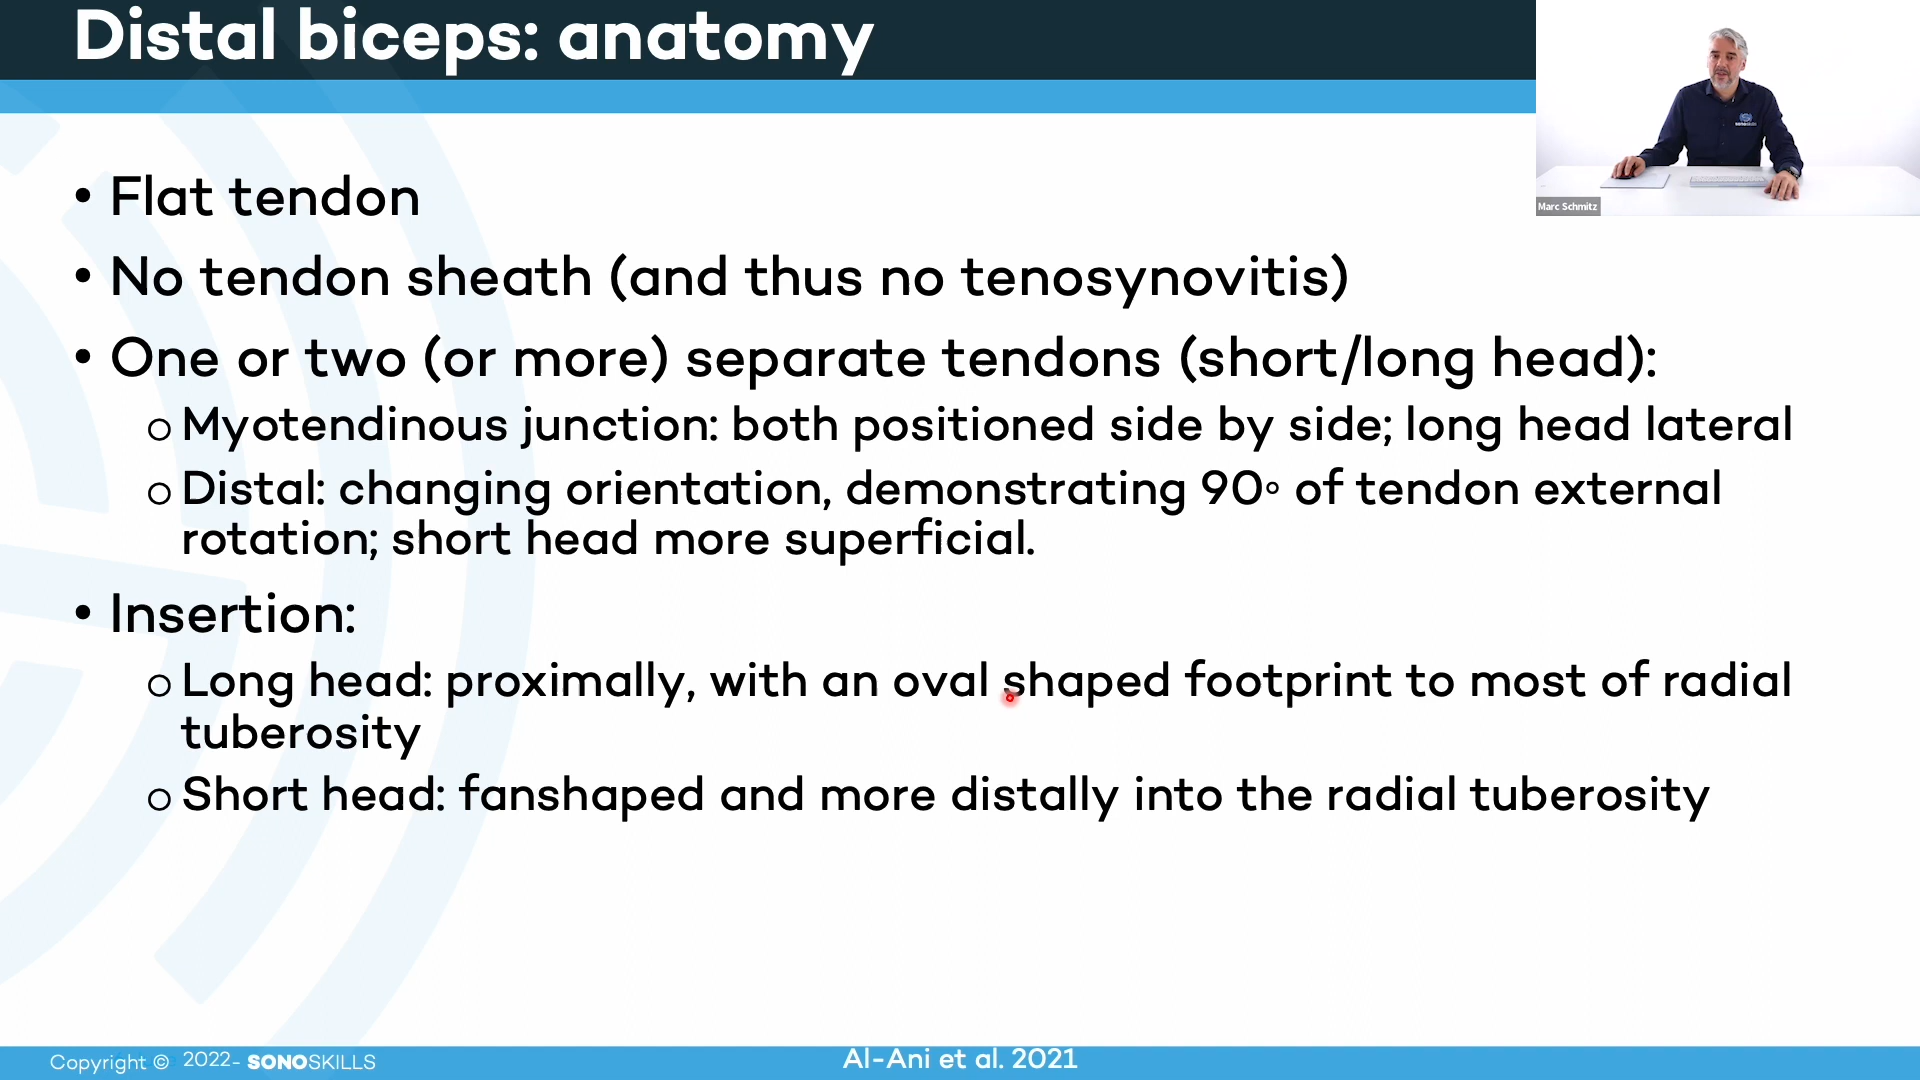 Distal biceps: anatomy
Marc Schmitz
• Flat tendon
• No tendon sheath (and thus no tenosynovitis)
• One or two (or more) separate tendons (short/long head):
o Myotendinous junction: both positioned side by side; long head lateral
o Distal: changing orientation, demonstrating 90° of tendon external
rotation; short head more superficial.
• Insertion:
o Long head: proximally, with an oval shaped footprint to most of radial
tuberosity
o Short head: fanshaped and more distally into the radial tuberosity
Copyright © 2022- SONOSKILLS
Al-Ani et al. 2021